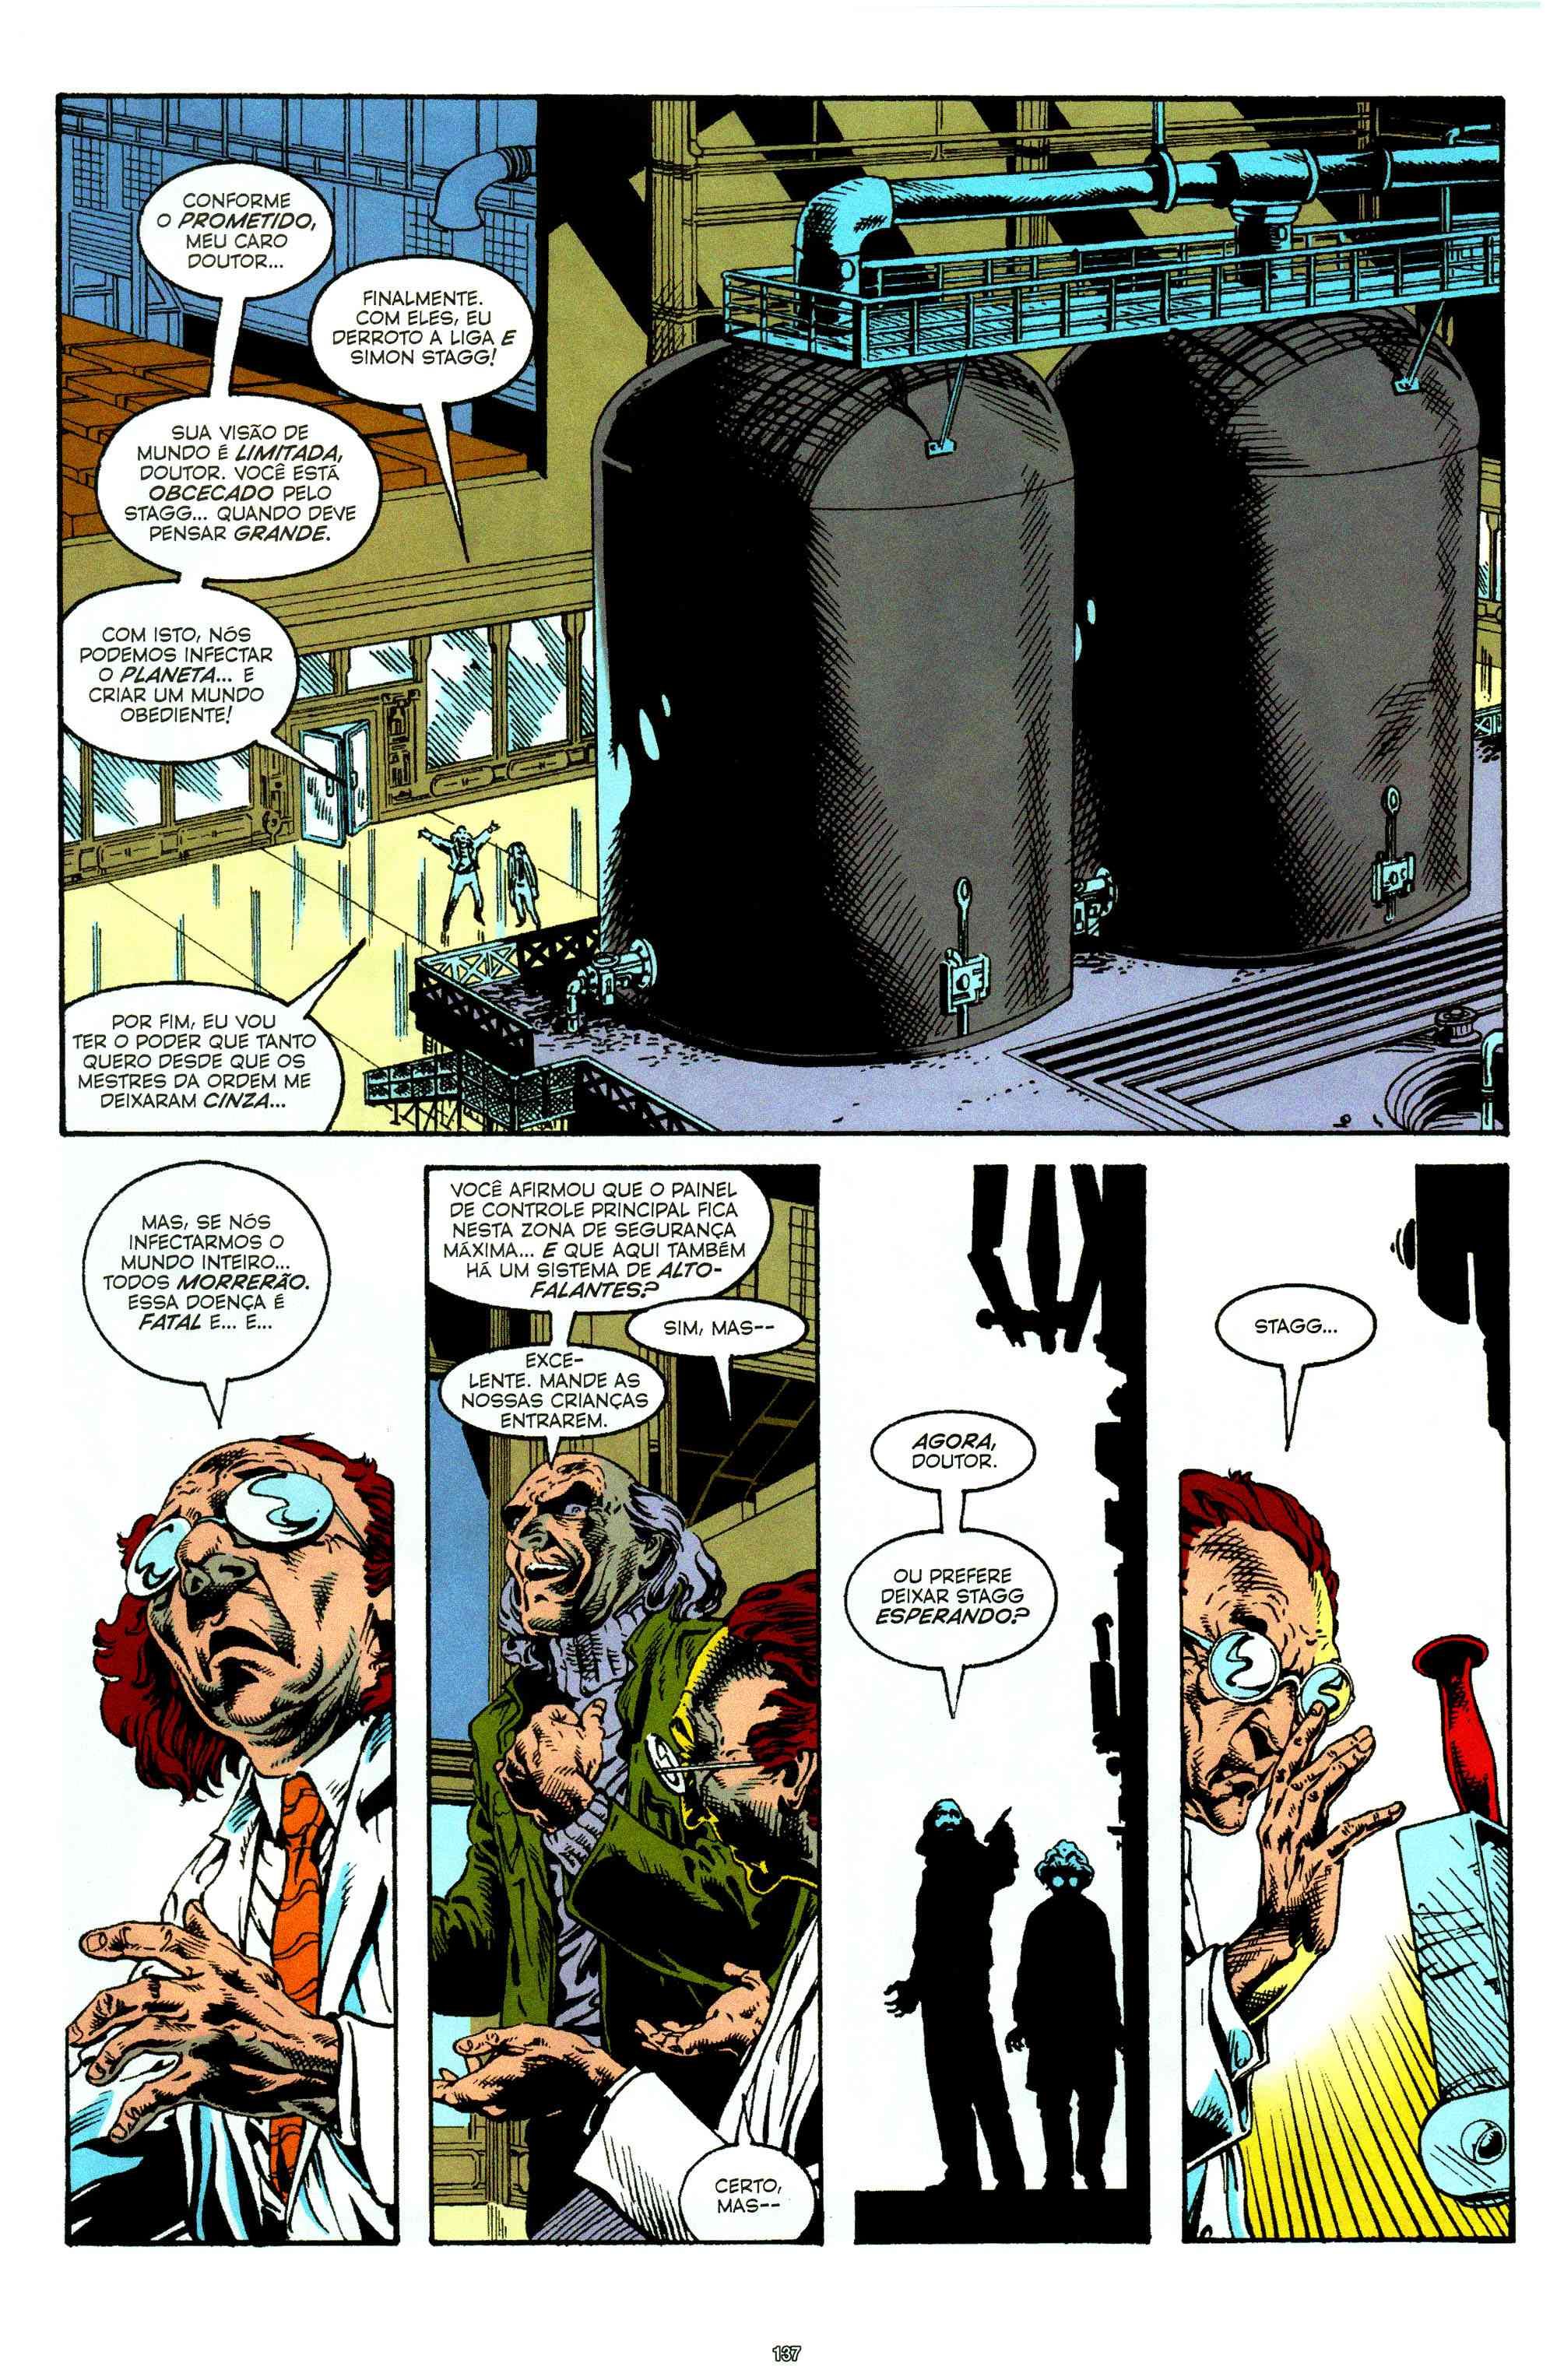 CONFORME
O PROMETIDO,
MEU CARO
DOUTOR...
FINALMENTE.
COM ELES, EU
DERROTO A LIGA E
SIMON STAGG!
SUA VISÃO DE
MUNDO É LIMITADA,
DOUTOR. VOCÊ ESTÁ
OBCECADO PELO
STAGG... QUANDO DEVE
PENSAR GRANDE.
COM ISTO, NÓS
PODEMOS INFECTAR
O PLANETA... E
CRIAR UM MUNDO
OBEDIENTE!
POR FIM, EU VOU
TER O PODER QUE TANTO
QUERO DESDE QUE OS
MESTRES DA ORDEM ME
DEIXARAM CINZA...
MAS, SE NÓS
INFECTARMOS O
MUNDO INTEIRO...
TODOS MORRERÃO.
ESSA DOENÇA É
FATAL E... E...
VOCÊ AFIRMOU QUE O PAINEL
DE CONTROLE PRINCIPAL FICA
NESTA ZONA DE SEGURANÇA
MÁXIMA... E QUE AQUI TAMBÉM
HÁ UM SISTEMA DE ALTO-
FALANTES?
SIM, MAS--
EXCE-
LENTE. MANDE AS
NOSSAS CRIANÇAS
ENTRAREM.
CERTO,
MAS--
AGORA,
DOUTOR.
OU PREFERE
DEIXAR STAGG
ESPERANDO?
STAGG...
137